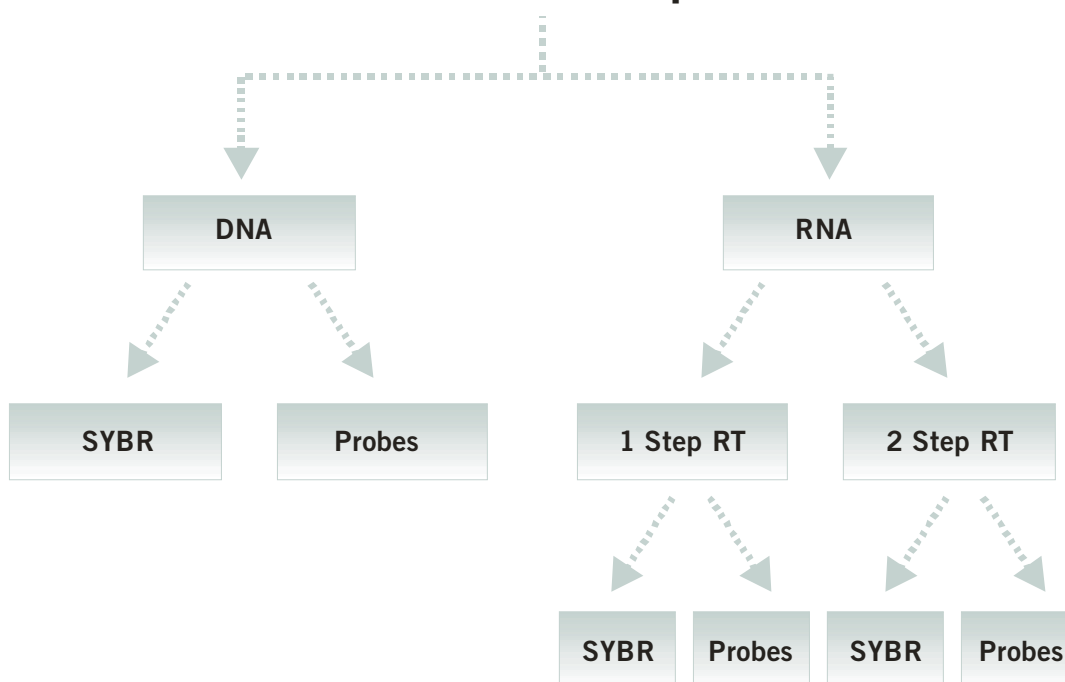 DNA
RNA
SYBR
Probes
1 Step RT
2 Step RT
SYBR
Probes
SYBR
Probes